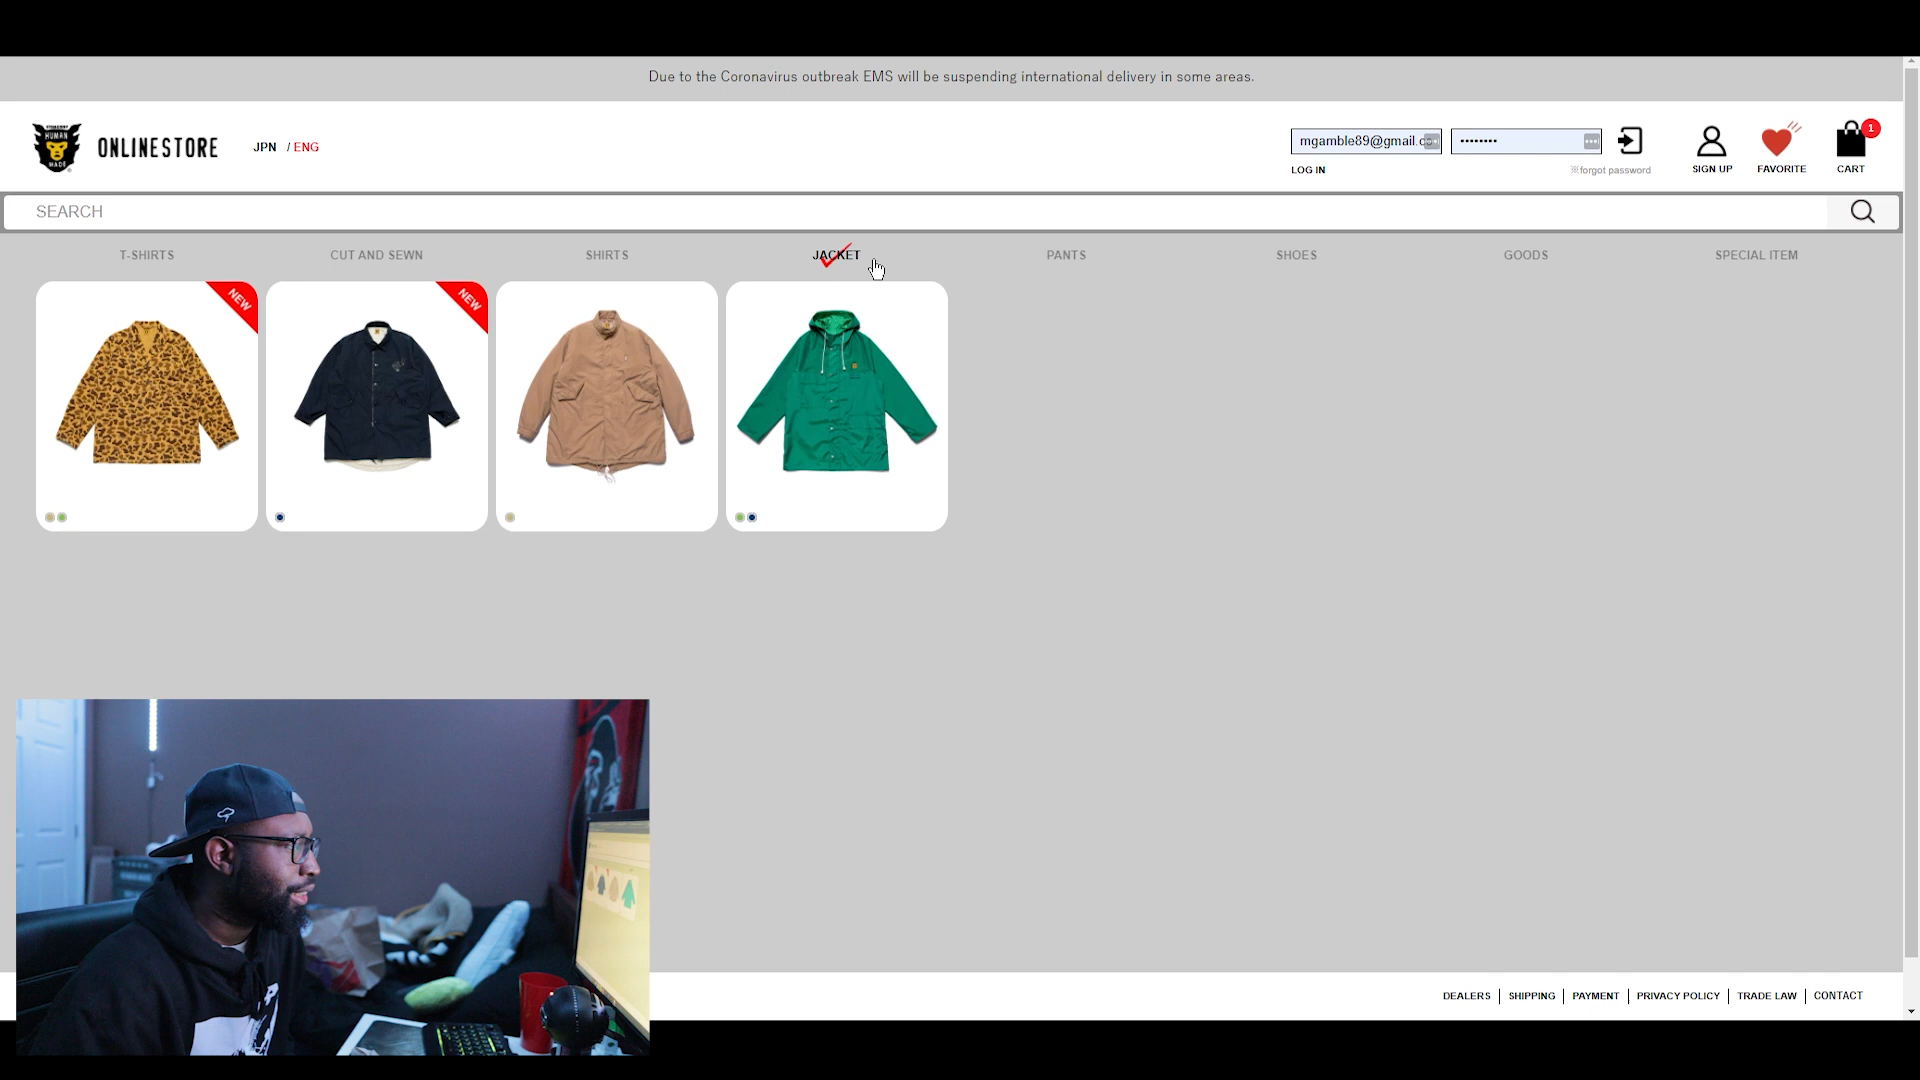 Due to the Coronavirus outbreak EMS will be suspending international delivery in some areas.
HUMAN
MADE
ONLINESTORE
JPN / ENG
mgamble89@gmail.c
••••••••
LOG IN
※forgot password
SIGN UP
FAVORITE
1
CART
SEARCH
T-SHIRTS
CUT AND SEWN
SHIRTS
JACKET
PANTS
SHOES
GOODS
SPECIAL ITEM
NEW
NEW
DEALERS | SHIPPING | PAYMENT | PRIVACY POLICY | TRADE LAW | CONTACT